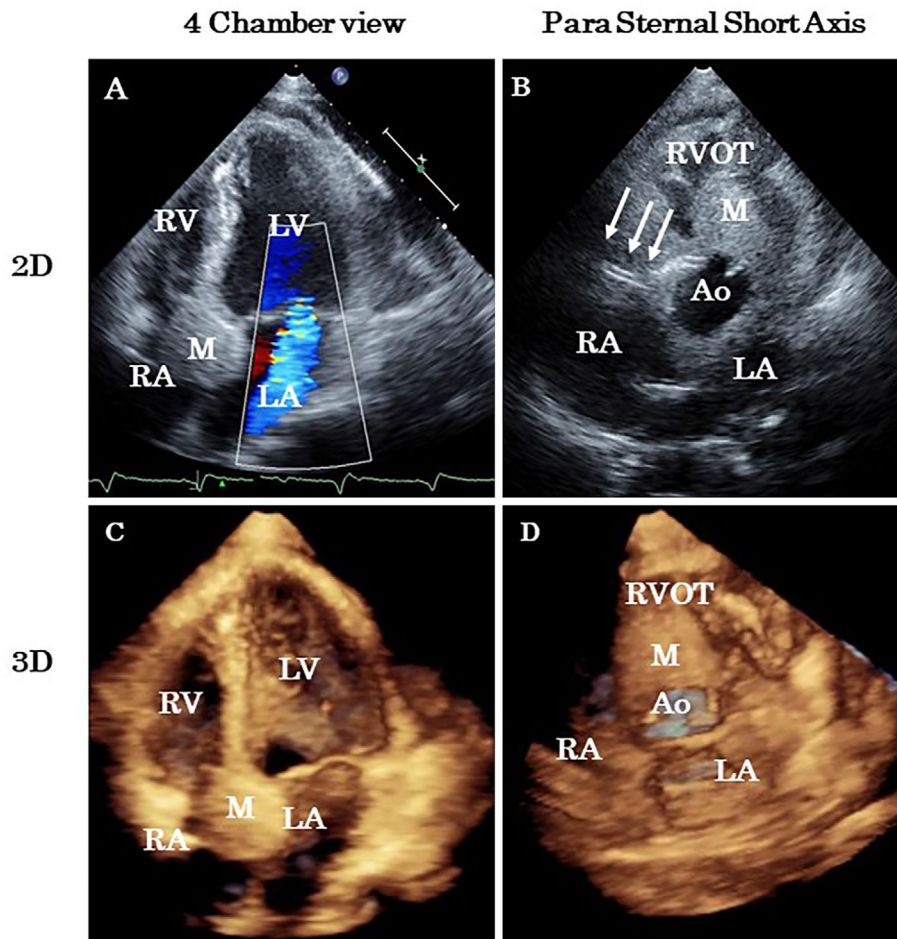 4 Chamber view
Para Sternal Short Axis
2D
A
P
RV
LV
M
RA
LA
B
RVOT
M
Ao
RA
LA
3D
C
LV
RV
M
LA
RA
D
RVOT
M
Ao
RA
LA